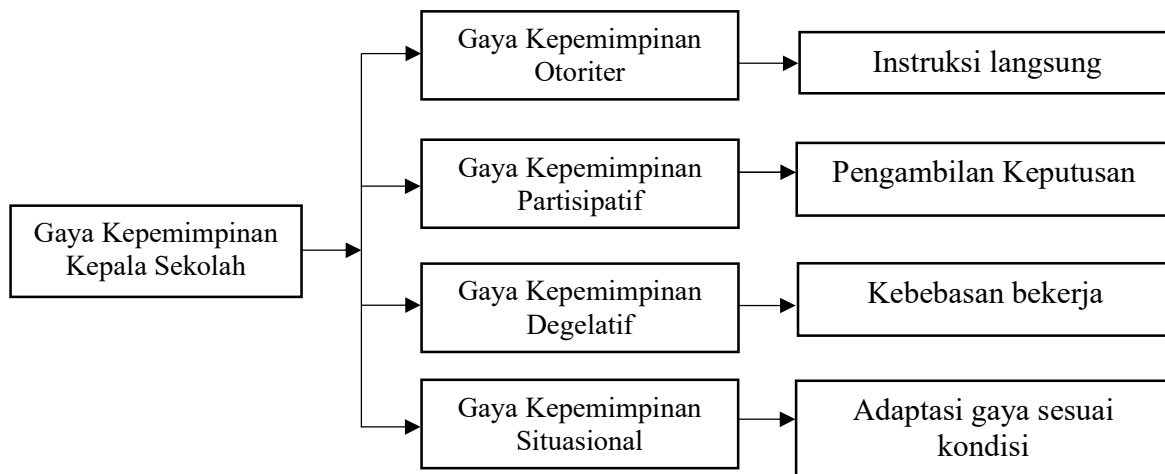 Gaya Kepemimpinan
Kepala Sekolah
Gaya Kepemimpinan
Otoriter
Instruksi langsung
Gaya Kepemimpinan
Partisipatif
Pengambilan Keputusan
Gaya Kepemimpinan
Degelatif
Kebebasan bekerja
Gaya Kepemimpinan
Situasional
Adaptasi gaya sesuai
kondisi